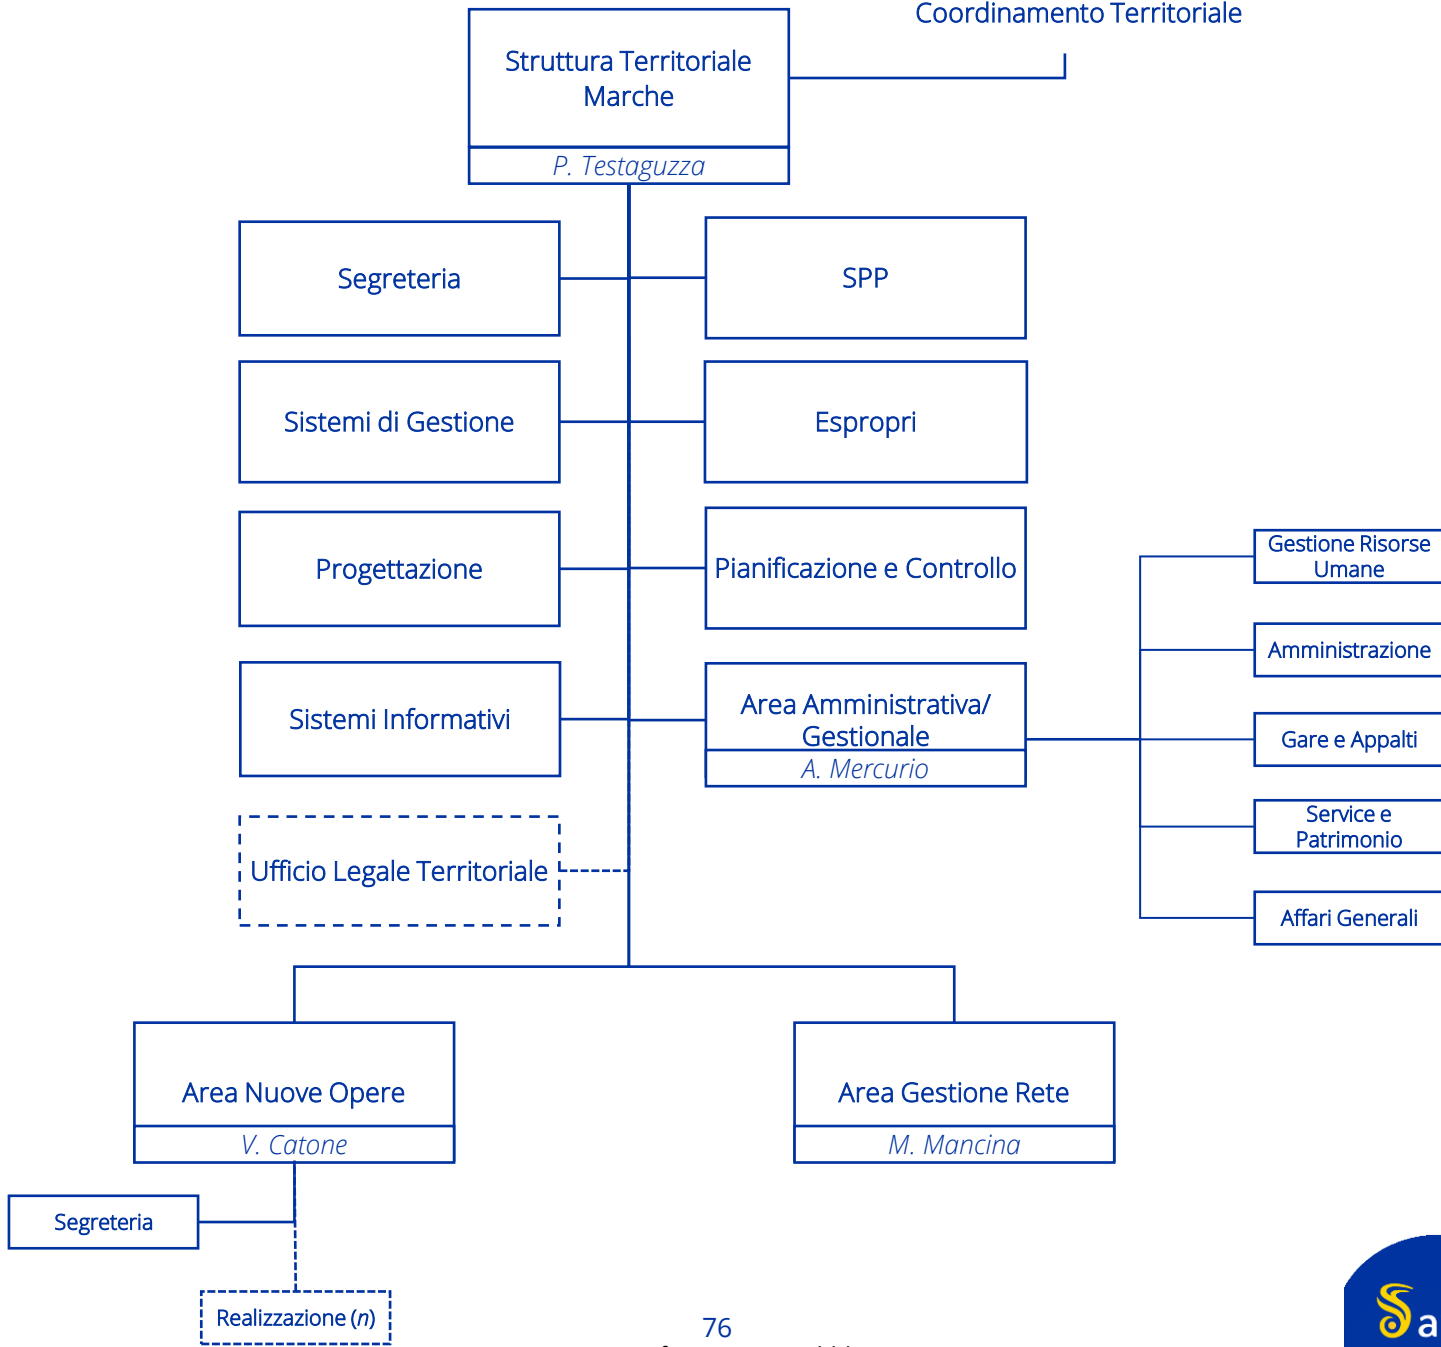 Coordinamento Territoriale
Struttura Territoriale
Marche
P. Testaguzza
Segreteria
SPP
Sistemi di Gestione
Espropri
Progettazione
Pianificazione e Controllo
Gestione Risorse
Umane
Amministrazione
Sistemi Informativi
Area Amministrativa/
Gestionale
A. Mercurio
Gare e Appalti
Service e
Patrimonio
Ufficio Legale Territoriale
Affari Generali
Area Nuove Opere
V. Catone
Area Gestione Rete
M. Mancina
Segreteria
Realizzazione (n)
76